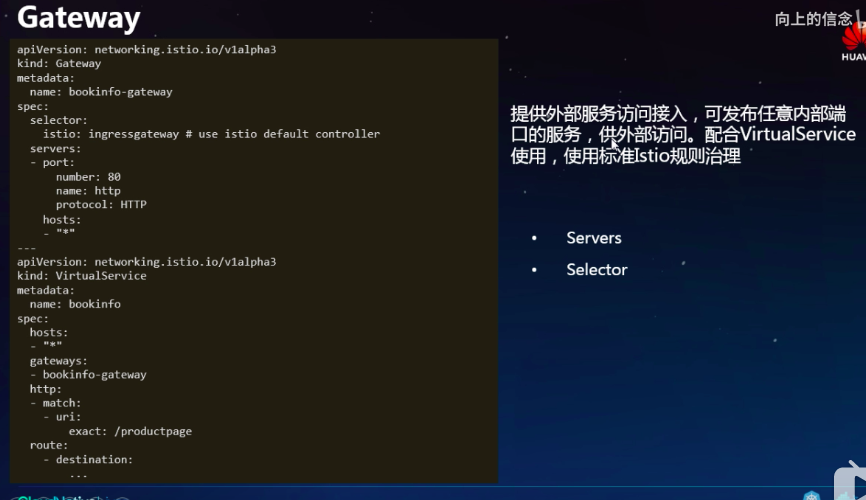 Gateway
向上的信念
HUAW
apiVersion: networking.istio.io/v1alpha3
kind: Gateway
metadata:
  name: bookinfo-gateway
spec:
  selector:
    istio: ingressgateway # use istio default controller
  servers:
  - port:
      number: 80
      name: http
      protocol: HTTP
    hosts:
    - "*"
---
apiVersion: networking.istio.io/v1alpha3
kind: VirtualService
metadata:
  name: bookinfo
spec:
  hosts:
  - "*"
  gateways:
  - bookinfo-gateway
  http:
  - match:
    - uri:
        exact: /productpage
  route:
    - destination:
        ...
提供外部服务访问接入，可发布任意内部端
口的服务，供外部访问。配合VirtualService
使用，使用标准Istio规则治理
• Servers
• Selector